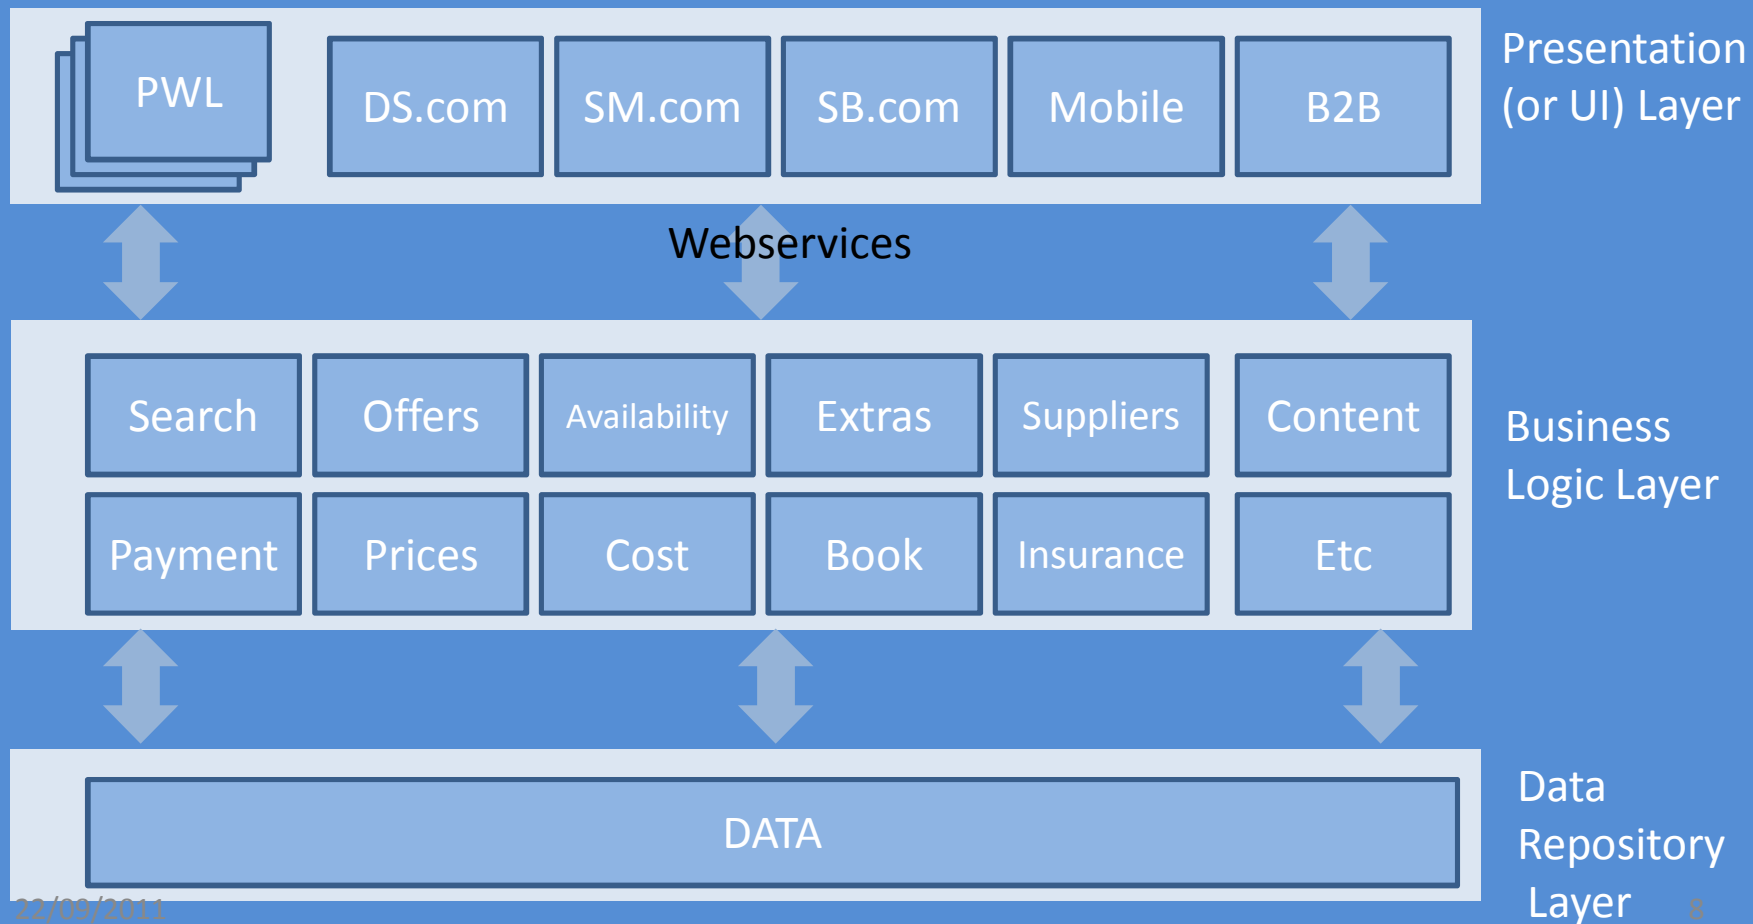 PWL
DS.com
SM.com
SB.com
Mobile
B2B
Presentation
(or UI) Layer
Webservices
Search
Offers
Availability
Extras
Suppliers
Content
Payment
Prices
Cost
Book
Insurance
Etc
Business
Logic Layer
DATA
Data
Repository
Layer
22/09/2011
8